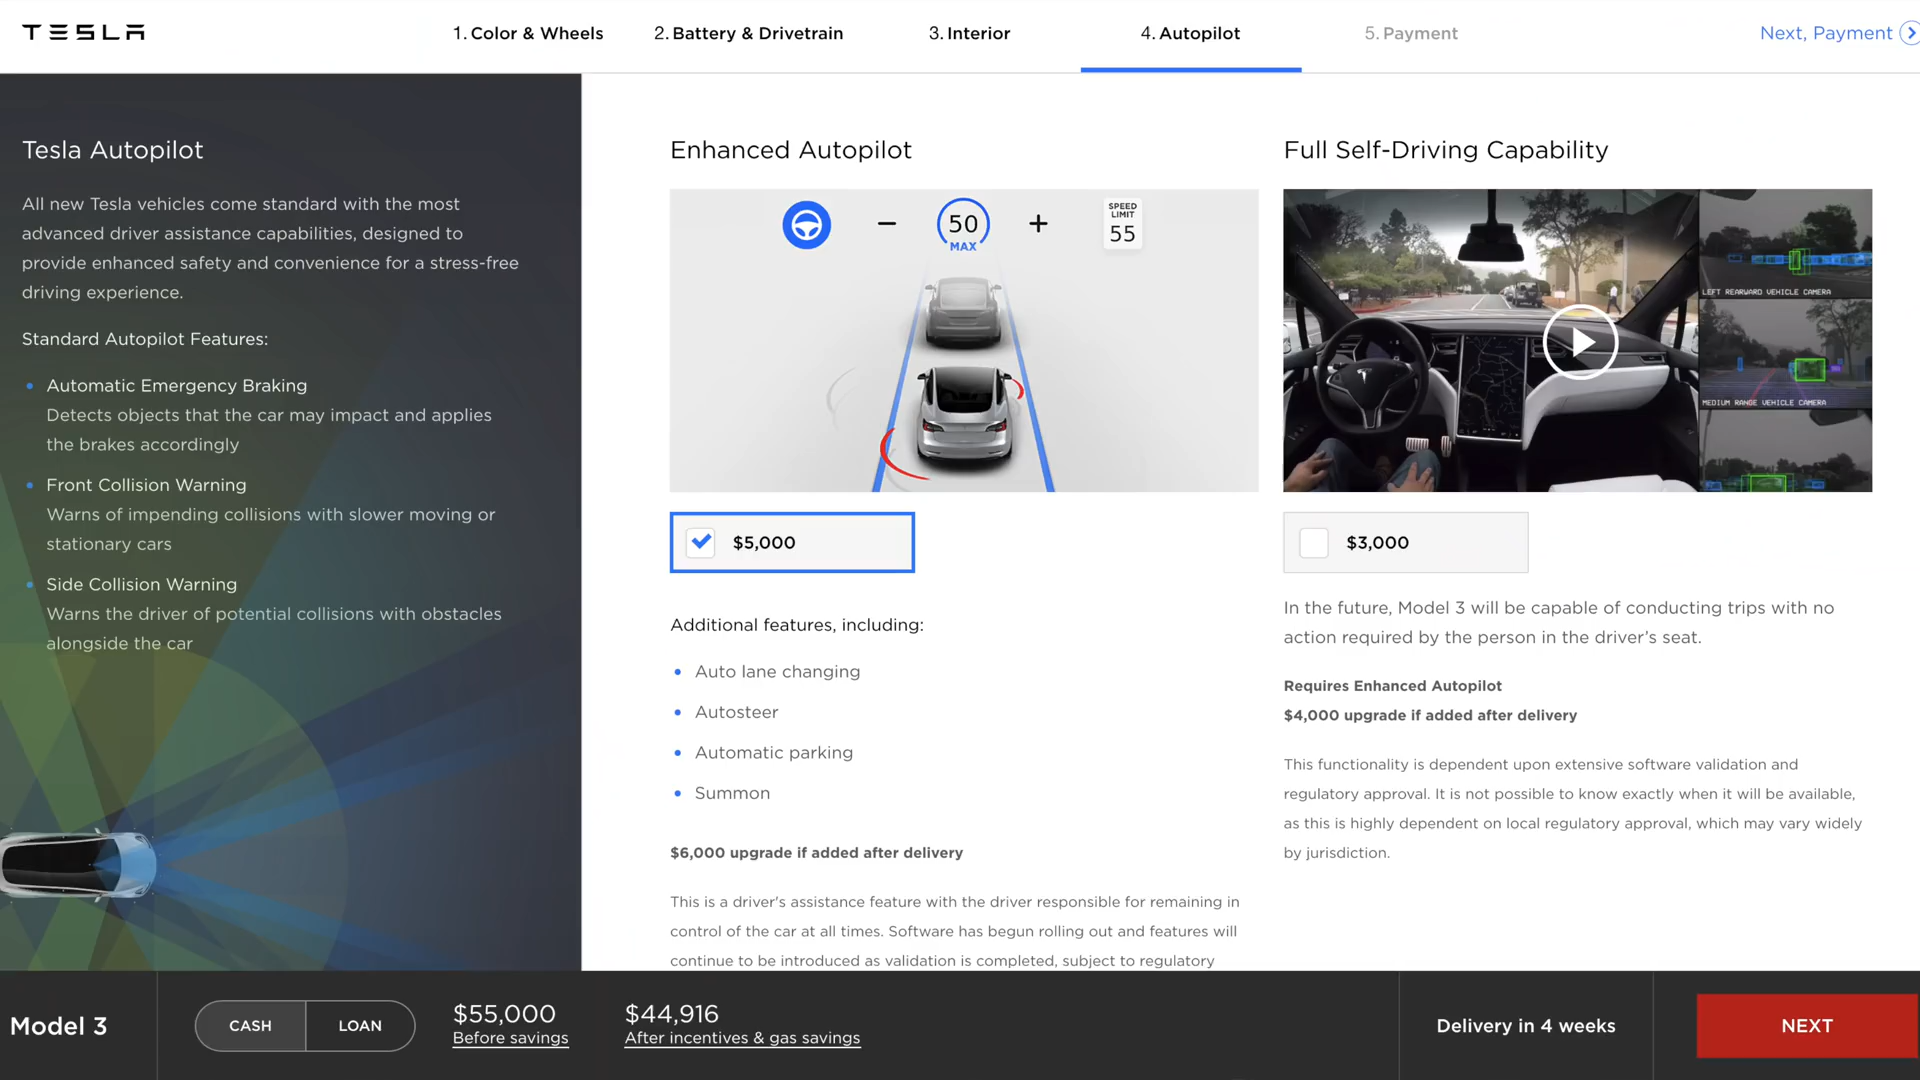 TESLA
1. Color & Wheels
2. Battery & Drivetrain
3. Interior
4. Autopilot
5. Payment
Next, Payment
Tesla Autopilot
All new Tesla vehicles come standard with the most
advanced driver assistance capabilities, designed to
provide enhanced safety and convenience for a stress-free
driving experience.
Standard Autopilot Features:
Automatic Emergency Braking
Detects objects that the car may impact and applies
the brakes accordingly
Front Collision Warning
Warns of impending collisions with slower moving or
stationary cars
Side Collision Warning
Warns the driver of potential collisions with obstacles
alongside the car
Enhanced Autopilot
50
MAX
SPEED
LIMIT
55
$5,000
Additional features, including:
Auto lane changing
Autosteer
Automatic parking
Summon
$6,000 upgrade if added after delivery
This is a driver's assistance feature with the driver responsible for remaining in
control of the car at all times. Software has begun rolling out and features will
continue to be introduced as validation is completed, subject to regulatory
Full Self-Driving Capability
LEFT REARWARD VEHICLE CAMERA
MEDIUM RANGE VEHICLE CAMERA
$3,000
In the future, Model 3 will be capable of conducting trips with no
action required by the person in the driver’s seat.
Requires Enhanced Autopilot
$4,000 upgrade if added after delivery
This functionality is dependent upon extensive software validation and
regulatory approval. It is not possible to know exactly when it will be available,
as this is highly dependent on local regulatory approval, which may vary widely
by jurisdiction.
Model 3
CASH
LOAN
$55,000
Before savings
$44,916
After incentives & gas savings
Delivery in 4 weeks
NEXT